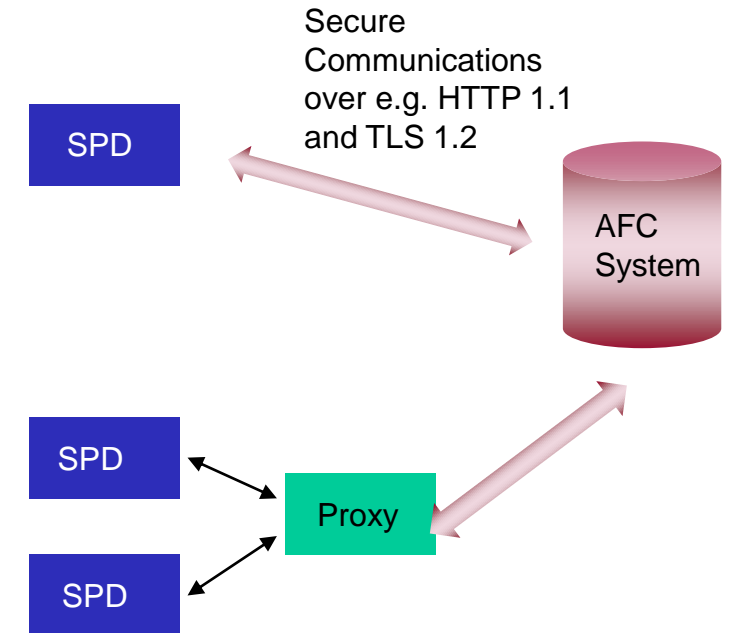 Secure
Communications
over e.g. HTTP 1.1
and TLS 1.2
SPD
AFC
System
SPD
Proxy
SPD